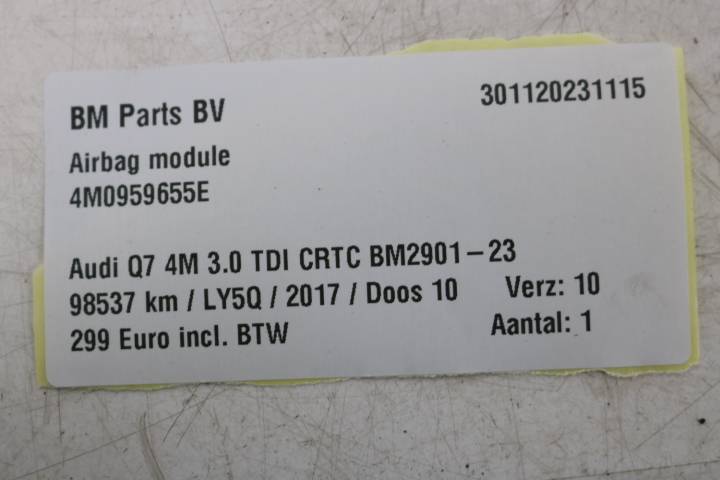 BM Parts BV 301120231115
Airbag module
4M0959655E
Audi Q7 4M 3.0 TDI CRTC BM2901-23
98537 km / LY5Q / 2017 / Doos 10 Verz: 10
299 Euro incl. BTW Aantal: 1